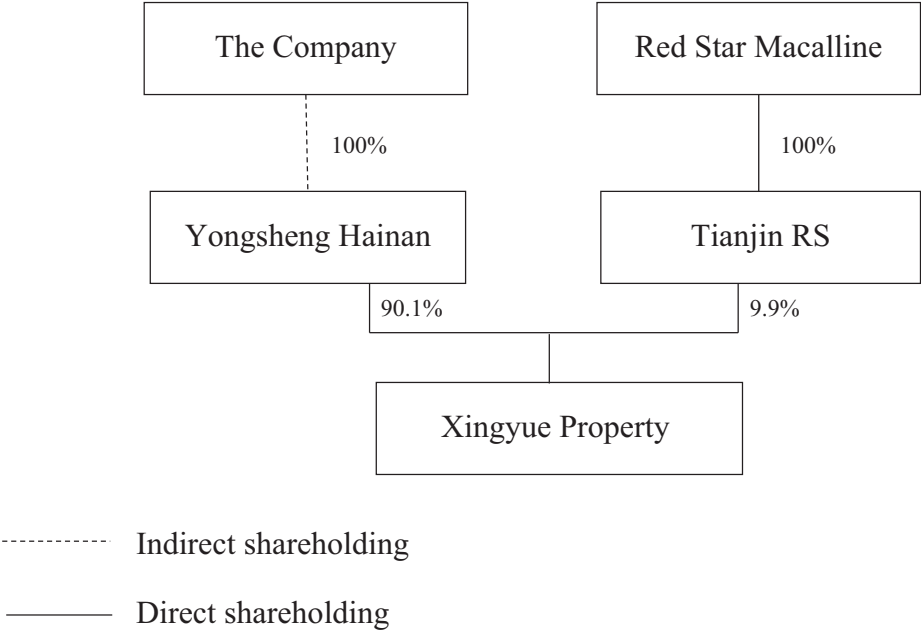 The Company
Red Star Macalline
100%
100%
Yongsheng Hainan
Tianjin RS
90.1%
9.9%
Xingyue Property
Indirect shareholding
Direct shareholding